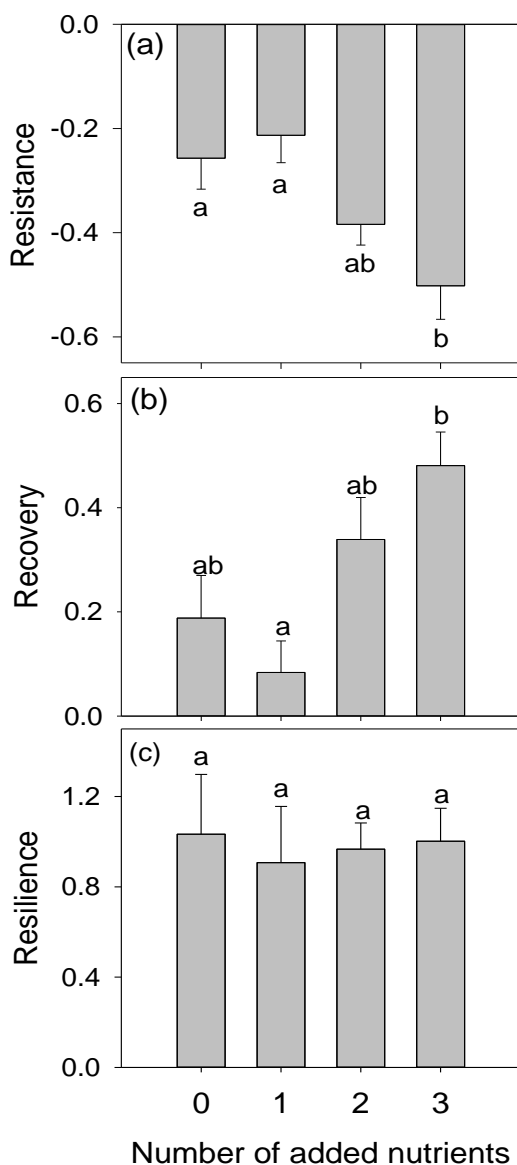 (a)
0.0
-0.2
-0.4
-0.6
Resistance
a
a
ab
b
(b)
0.6
0.4
0.2
0.0
Recovery
ab
a
ab
b
(c)
1.2
0.8
0.4
0.0
Resilience
a
a
a
a
0 1 2 3
Number of added nutrients